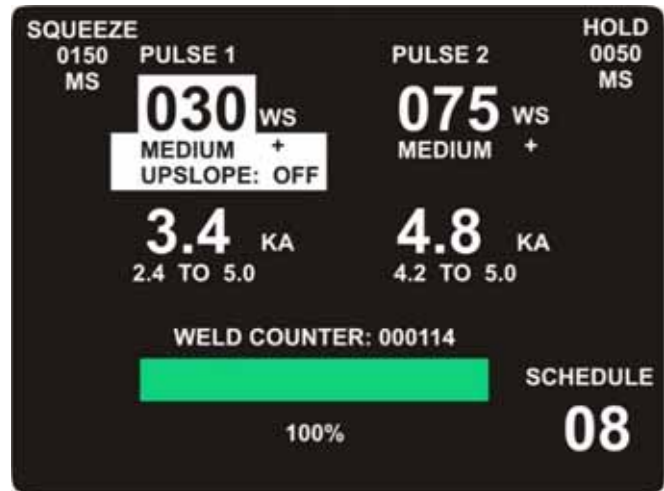 SQUEEZE
0150
MS
PULSE 1
PULSE 2
HOLD
0050
MS
030 WS
MEDIUM +
UPSLOPE: OFF
075 WS
MEDIUM +
3.4 KA
2.4 TO 5.0
4.8 KA
4.2 TO 5.0
WELD COUNTER: 000114
100%
SCHEDULE
08